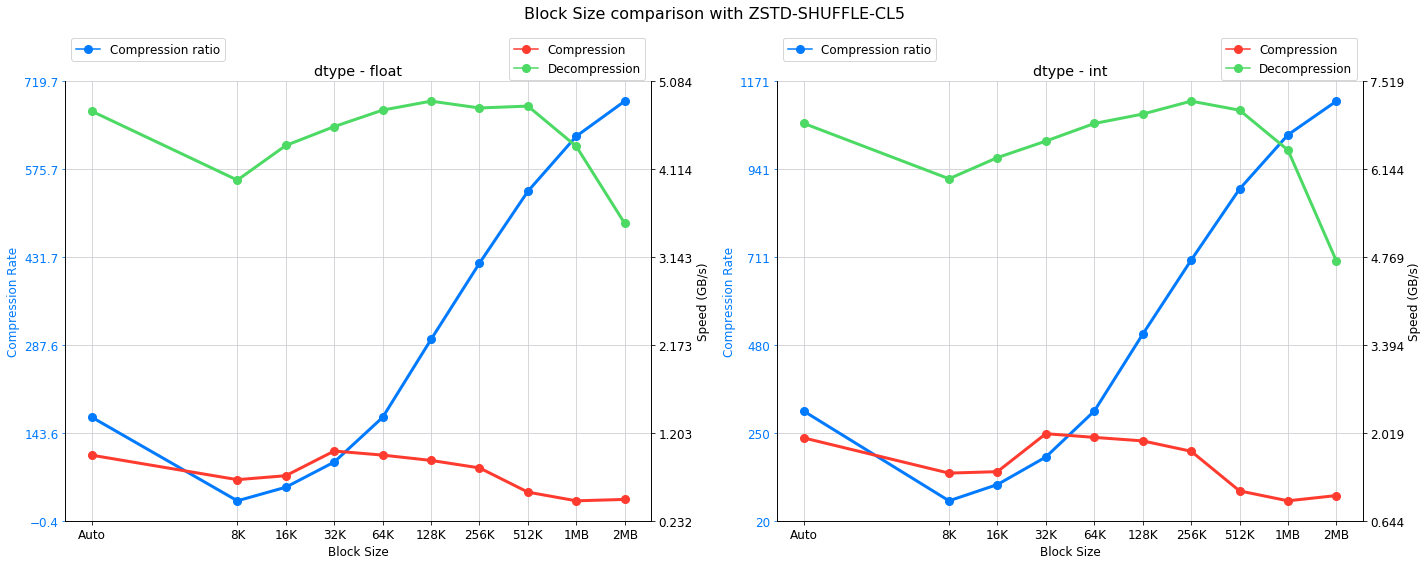 Block Size comparison with ZSTD-SHUFFLE-CL5
Compression ratio
Compression
Decompression
dtype - float
719.7
575.7
431.7
287.6
143.6
−0.4
Compression Rate
5.084
4.114
3.143
2.173
1.203
0.232
Speed (GB/s)
Auto 8K 16K 32K 64K 128K 256K 512K 1MB 2MB
Block Size
Compression ratio
Compression
Decompression
dtype - int
1171
941
711
480
250
20
Compression Rate
7.519
6.144
4.769
3.394
2.019
0.644
Speed (GB/s)
Auto 8K 16K 32K 64K 128K 256K 512K 1MB 2MB
Block Size